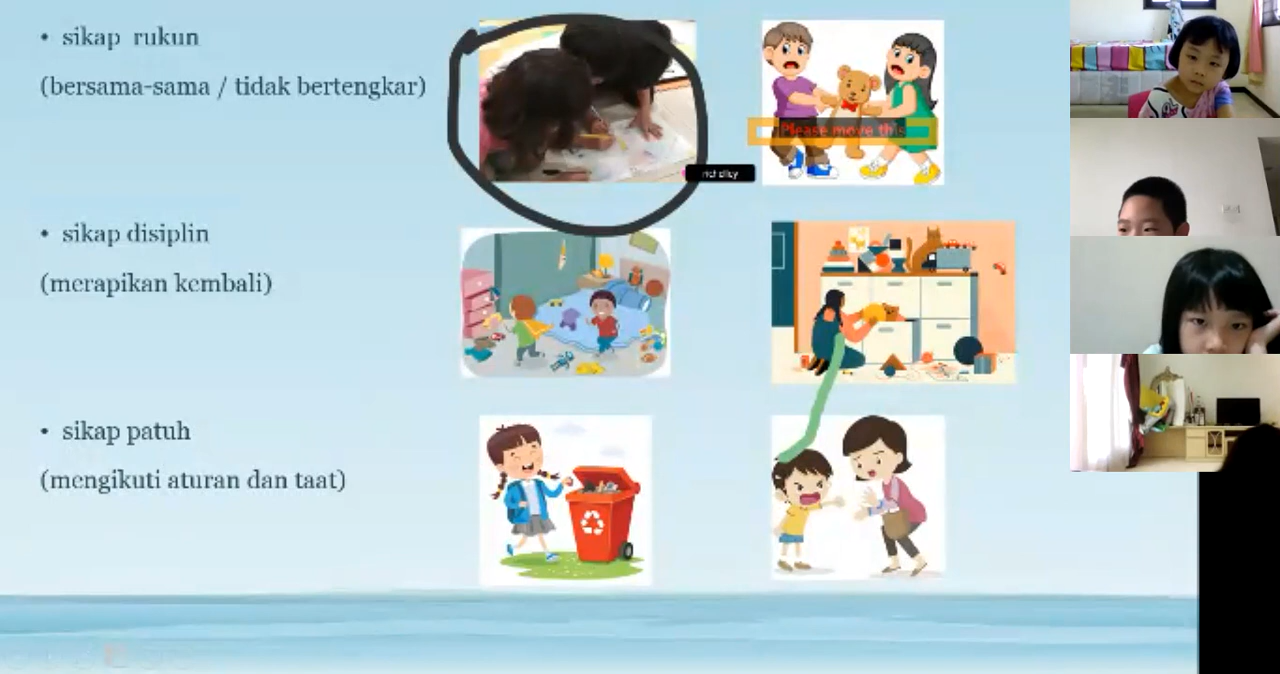 • sikap rukun
(bersama-sama / tidak bertengkar)
Please move this
• sikap disiplin
(merapikan kembali)
• sikap patuh
(mengikuti aturan dan taat)